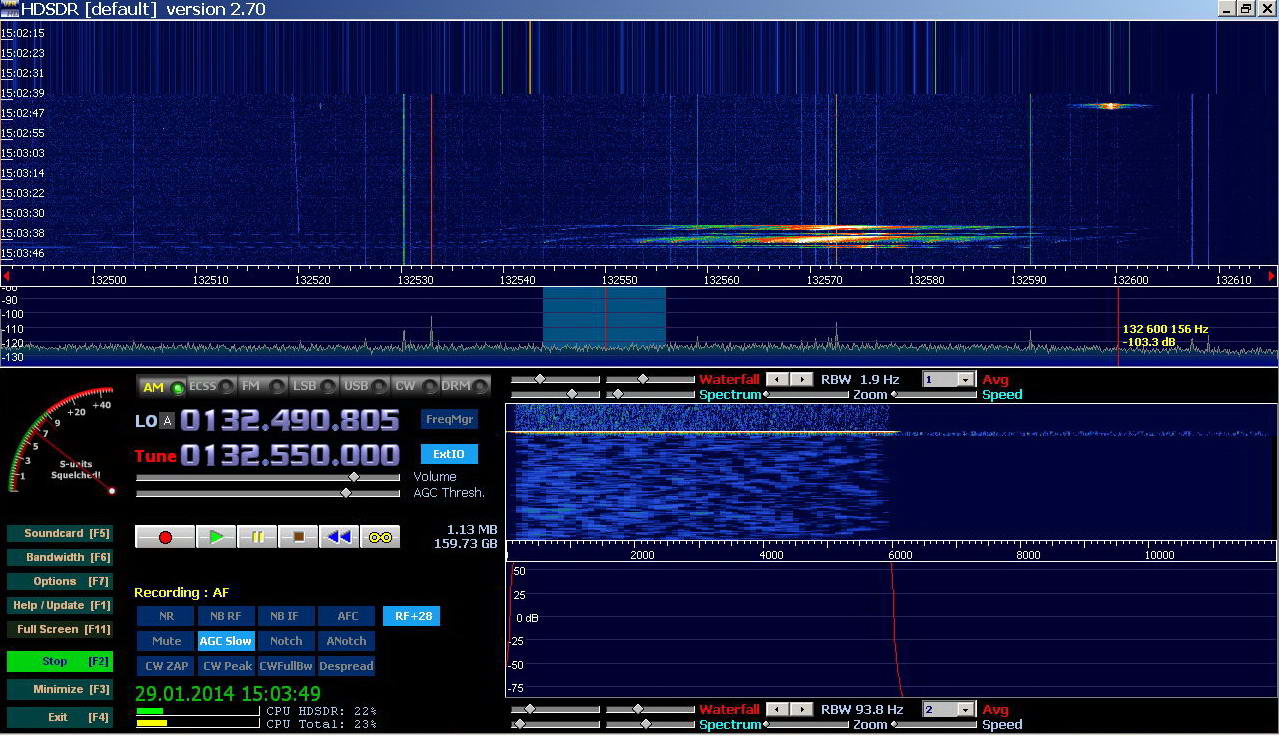 HDSDR [default] version 2.70
15:02:15
15:02:23
15:02:31
15:02:39
15:02:47
15:02:55
15:03:03
15:03:14
15:03:22
15:03:30
15:03:38
15:03:46
132500 132510 132520 132530 132540 132550 132560 132570 132580 132590 132600 132610
-90
-100
-110
-120
-130
132 600 156 Hz
-103.3 dB
AM ECSS FM LSB USB CW DRM
LO A 0132.490.805 FreqMgr
Tune 0132.550.000 ExtIO
Volume
AGC Thresh.
1 3 5 7 9 +20 +40
S-units
Squelched!
Waterfall RBW 1.9 Hz 1 Avg
Spectrum Zoom Speed
Soundcard [F5]
Bandwidth [F6]
Options [F7]
Help / Update [F1]
Full Screen [F11]
Stop [F2]
Minimize [F3]
Exit [F4]
1.13 MB
159.73 GB
Recording : AF
NR NB RF NB IF AFC RF+28
Mute AGC Slow Notch ANotch
CW ZAP CW Peak CWFullBw Despread
29.01.2014 15:03:49
CPU HDSDR: 22%
CPU Total: 23%
2000 4000 6000 8000 10000
50
25
0 dB
-25
-50
-75
Waterfall RBW 93.8 Hz 2 Avg
Spectrum Zoom Speed